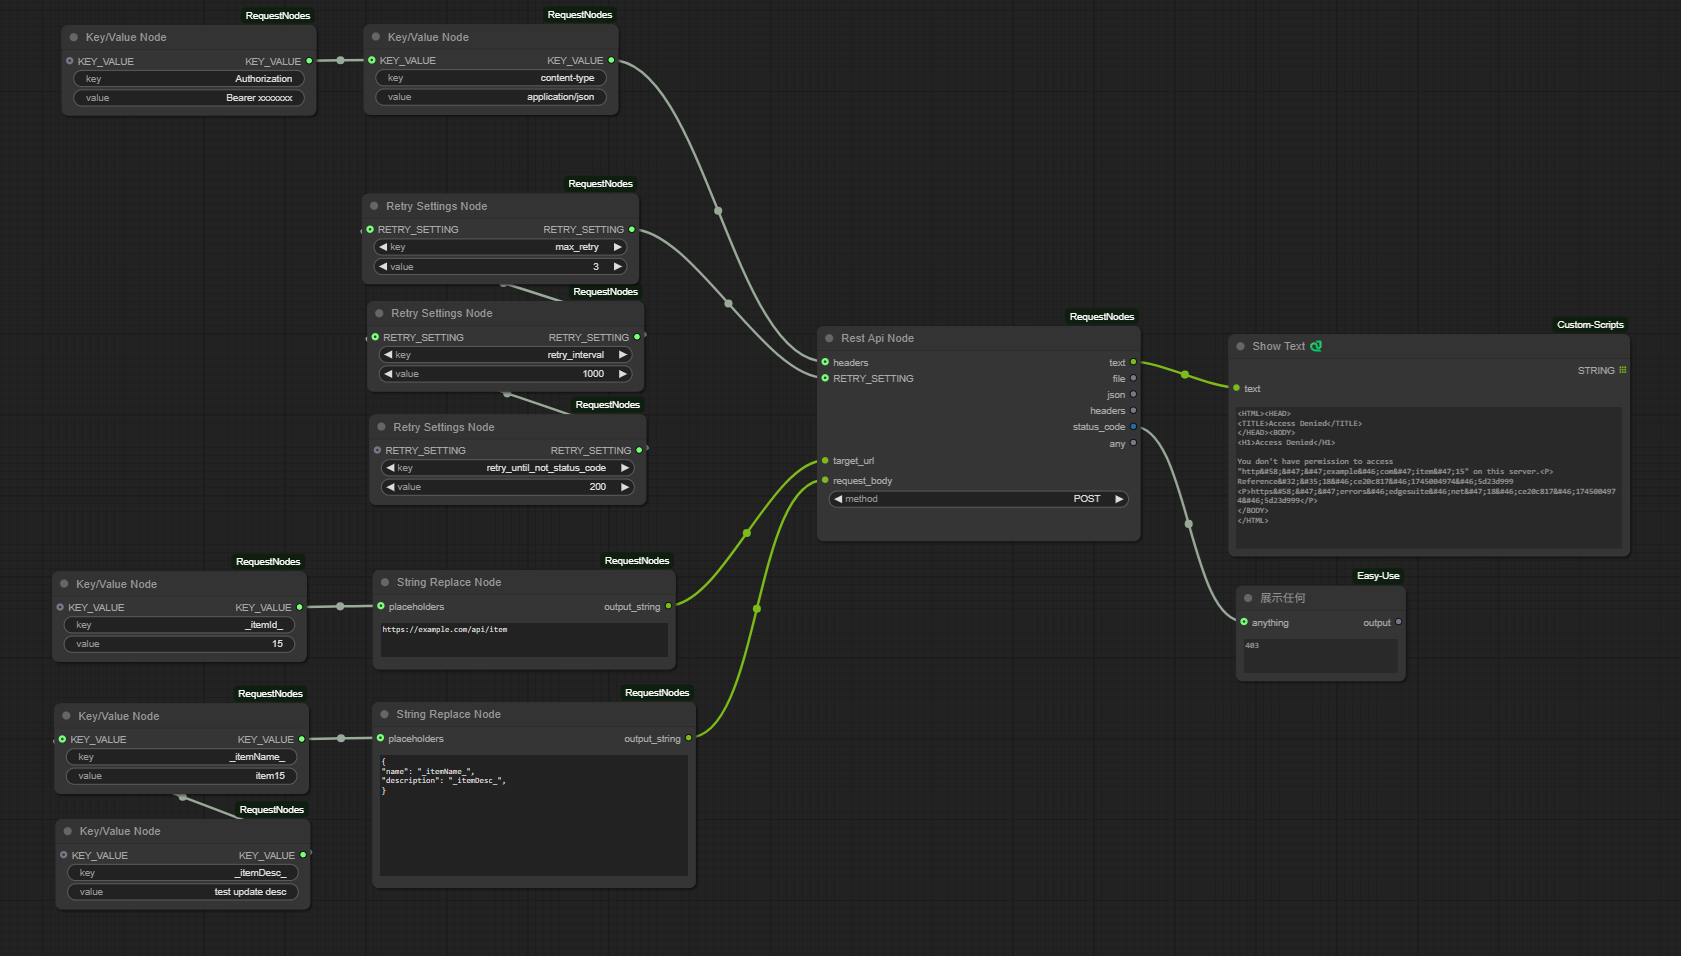 RequestNodes
Key/Value Node
KEY_VALUE KEY_VALUE
key Authorization
value Bearer xxxxxxx
RequestNodes
Key/Value Node
KEY_VALUE KEY_VALUE
key content-type
value application/json
RequestNodes
Retry Settings Node
RETRY_SETTING RETRY_SETTING
key max_retry
value 3
RequestNodes
Retry Settings Node
RETRY_SETTING RETRY_SETTING
key retry_interval
value 1000
RequestNodes
Retry Settings Node
RETRY_SETTING RETRY_SETTING
key retry_until_not_status_code
value 200
RequestNodes
Key/Value Node
KEY_VALUE KEY_VALUE
key _itemId_
value 15
RequestNodes
String Replace Node
placeholders output_string
https://example.com/api/item
RequestNodes
Key/Value Node
KEY_VALUE KEY_VALUE
key _itemName_
value item15
RequestNodes
Key/Value Node
KEY_VALUE KEY_VALUE
key _itemDesc_
value test update desc
RequestNodes
String Replace Node
placeholders output_string
{
"name": "_itemName_",
"description": "_itemDesc_",
}
RequestNodes
Rest Api Node
headers text
RETRY_SETTING file
json
headers
status_code
any
target_url
request_body
method POST
Custom-Scripts
Show Text
STRING
text
<HTML><HEAD>
<TITLE>Access Denied</TITLE>
</HEAD><BODY>
<H1>Access Denied</H1>
You don't have permission to access
"http&#58;&#47;&#47;example&#46;com&#47;item&#47;15" on this server.<P>
Reference&#32;&#35;18&#46;ce20c817&#46;1745004974&#46;5d23d999
<P>https&#58;&#47;&#47;errors&#46;edgesuite&#46;net&#47;18&#46;ce20c817&#46;174500497
4&#46;5d23d999</P>
</BODY>
</HTML>
Easy-Use
展示任何
anything output
403